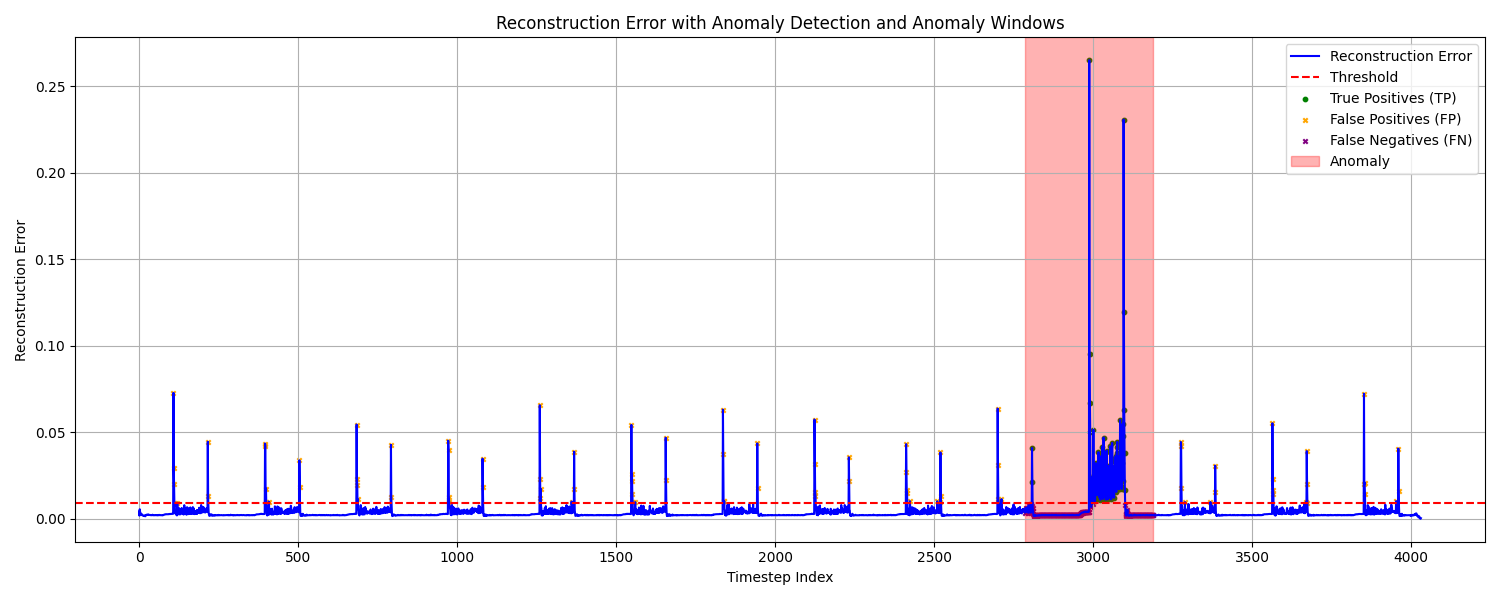 Reconstruction Error with Anomaly Detection and Anomaly Windows
Reconstruction Error
Threshold
True Positives (TP)
False Positives (FP)
False Negatives (FN)
Anomaly
Reconstruction Error
0.25
0.20
0.15
0.10
0.05
0.00
0 500 1000 1500 2000 2500 3000 3500 4000
Timestep Index